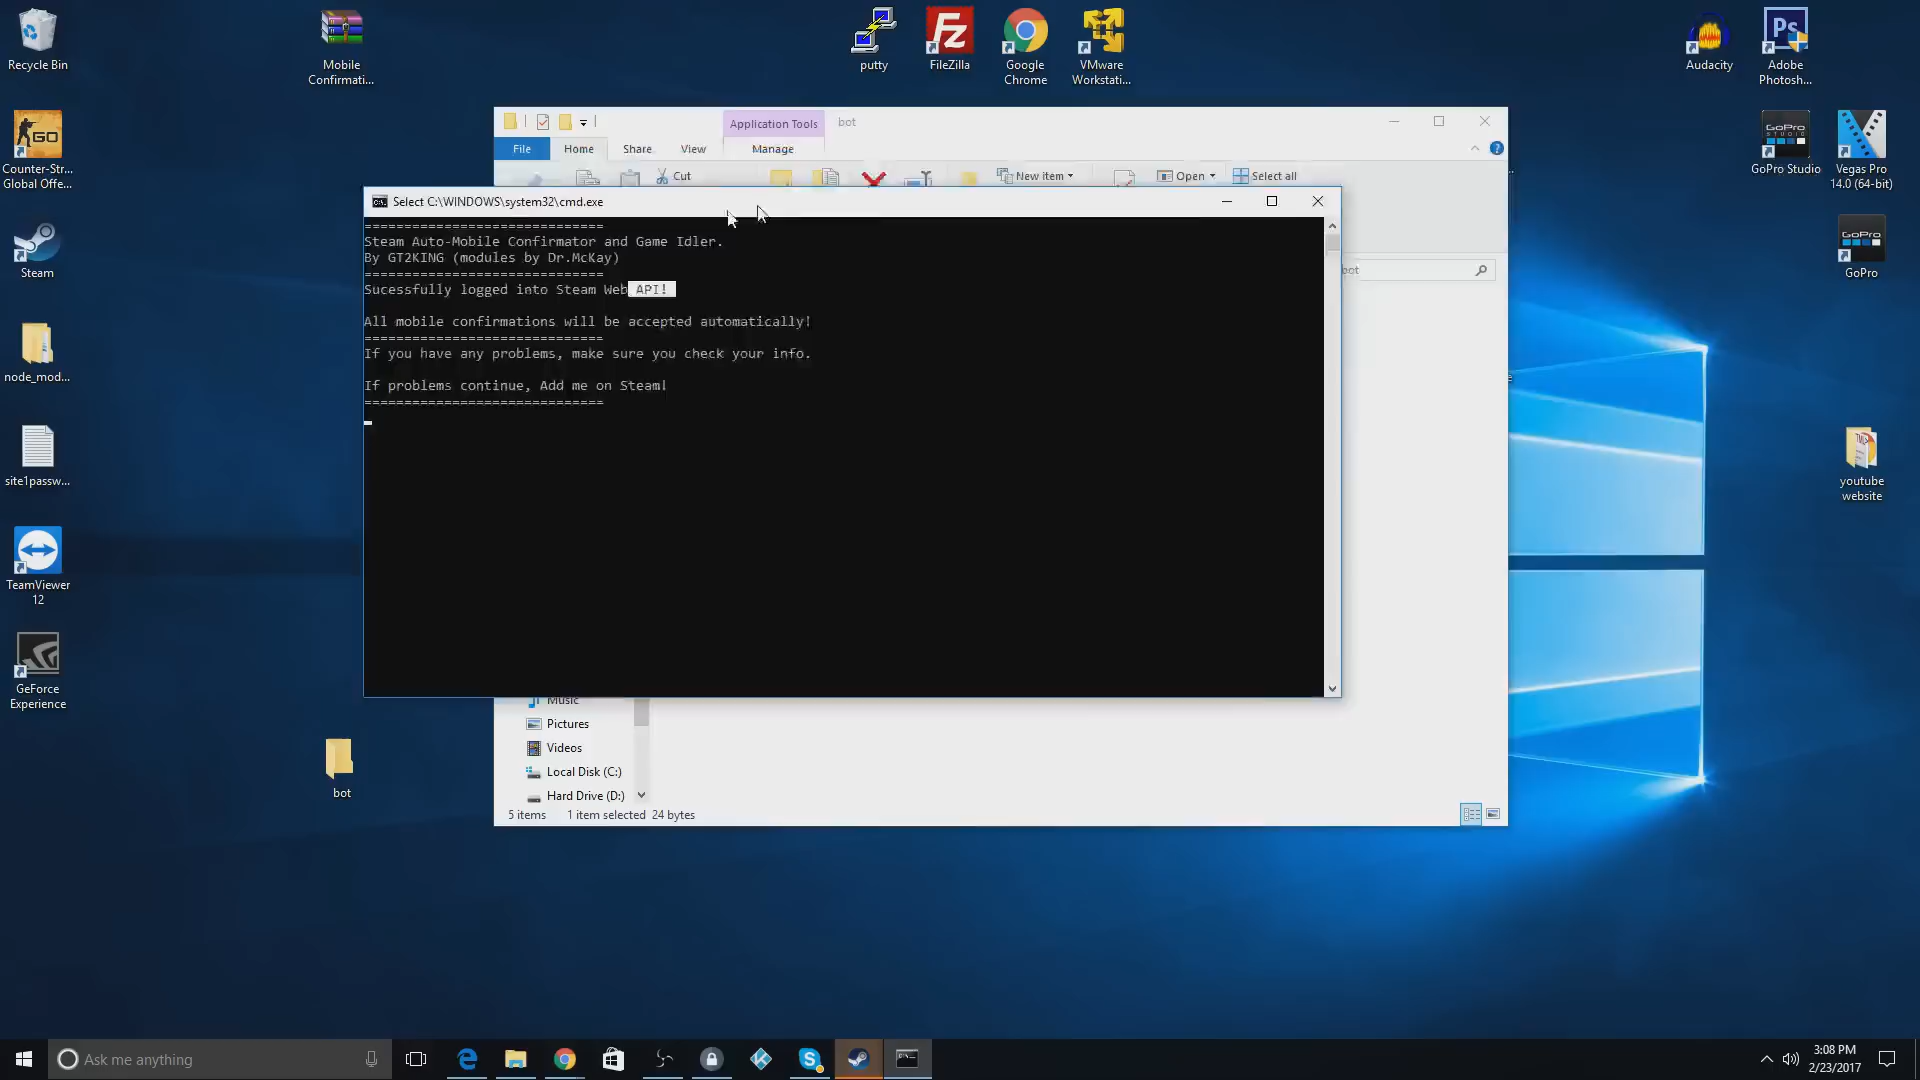 Recycle Bin
Mobile
Confirmati...
putty
FileZilla
Google
Chrome
VMware
Workstati...
Audacity
Ps
Adobe
Photosh...
GO
Counter-Str...
Global Offe...
GoPro
STUDIO
GoPro Studio
Vegas Pro
14.0 (64-bit)
Steam
GoPro
GoPro
node_mod...
site1passw...
youtube
website
TeamViewer
12
GeForce
Experience
bot
Application Tools
bot
File
Home
Share
View
Manage
Cut
New item
Open
Select all
bot
Select C:\WINDOWS\system32\cmd.exe
==============================
Steam Auto-Mobile Confirmator and Game Idler.
By GT2KING (modules by Dr.McKay)
==============================
Sucessfully logged into Steam Web API!
All mobile confirmations will be accepted automatically!
==============================
If you have any problems, make sure you check your info.
If problems continue, Add me on Steam!
==============================
Music
Pictures
Videos
Local Disk (C:)
Hard Drive (D:)
5 items
1 item selected
24 bytes
Ask me anything
3:08 PM
2/23/2017